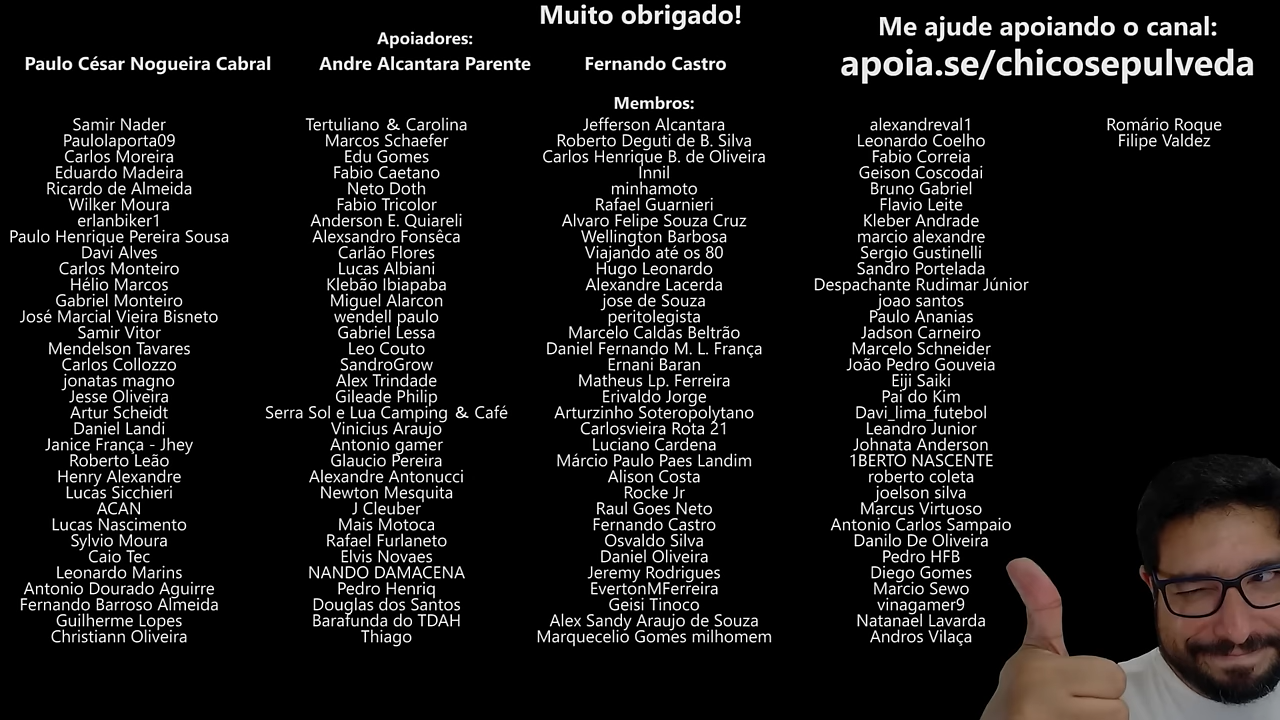 Muito obrigado!
Me ajude apoiando o canal:
apoia.se/chicosepulveda
Apoiadores:
Paulo César Nogueira Cabral
Andre Alcantara Parente
Fernando Castro
Membros:
Samir Nader
Paulolaporta09
Carlos Moreira
Eduardo Madeira
Ricardo de Almeida
Wilker Moura
erlanbiker1
Paulo Henrique Pereira Sousa
Davi Alves
Carlos Monteiro
Hélio Marcos
Gabriel Monteiro
José Marcial Vieira Bisneto
Samir Vitor
Mendelson Tavares
Carlos Collozzo
jonatas magno
Jesse Oliveira
Artur Scheidt
Daniel Landi
Janice França - Jhey
Roberto Leão
Henry Alexandre
Lucas Sicchieri
ACAN
Lucas Nascimento
Sylvio Moura
Caio Tec
Leonardo Marins
Antonio Dourado Aguirre
Fernando Barroso Almeida
Guilherme Lopes
Christiann Oliveira
Tertuliano & Carolina
Marcos Schaefer
Edu Gomes
Fabio Caetano
Neto Doth
Fabio Tricolor
Anderson E. Quiareli
Alexsandro Fonsêca
Carlão Flores
Lucas Albiani
Klebão Ibiapaba
Miguel Alarcon
wendell paulo
Gabriel Lessa
Leo Couto
SandroGrow
Alex Trindade
Gileade Philip
Serra Sol e Lua Camping & Café
Vinicius Araujo
Antonio gamer
Glaucio Pereira
Alexandre Antonucci
Newton Mesquita
J Cleuber
Mais Motoca
Rafael Furlaneto
Elvis Novaes
NANDO DAMACENA
Pedro Henriq
Douglas dos Santos
Barafunda do TDAH
Thiago
Jefferson Alcantara
Roberto Deguti de B. Silva
Carlos Henrique B. de Oliveira
Innil
minhamoto
Rafael Guarnieri
Alvaro Felipe Souza Cruz
Wellington Barbosa
Viajando até os 80
Hugo Leonardo
Alexandre Lacerda
jose de Souza
peritolegista
Marcelo Caldas Beltrão
Daniel Fernando M. L. França
Ernani Baran
Matheus Lp. Ferreira
Erivaldo Jorge
Arturzinho Soteropolytano
Carlosvieira Rota 21
Luciano Cardena
Márcio Paulo Paes Landim
Alison Costa
Rocke Jr
Raul Goes Neto
Fernando Castro
Osvaldo Silva
Daniel Oliveira
Jeremy Rodrigues
EvertonMFerreira
Geisi Tinoco
Alex Sandy Araujo de Souza
Marquecelio Gomes milhomem
alexandreval1
Leonardo Coelho
Fabio Correia
Geison Coscodai
Bruno Gabriel
Flavio Leite
Kleber Andrade
marcio alexandre
Sergio Gustinelli
Sandro Portelada
Despachante Rudimar Júnior
joao santos
Paulo Ananias
Jadson Carneiro
Marcelo Schneider
João Pedro Gouveia
Eiji Saiki
Pai do Kim
Davi_lima_futebol
Leandro Junior
Johnata Anderson
1BERTO NASCENTE
roberto coleta
joelson silva
Marcus Virtuoso
Antonio Carlos Sampaio
Danilo De Oliveira
Pedro HFB
Diego Gomes
Marcio Sewo
vinagamer9
Natanael Lavarda
Andros Vilaça
Romário Roque
Filipe Valdez